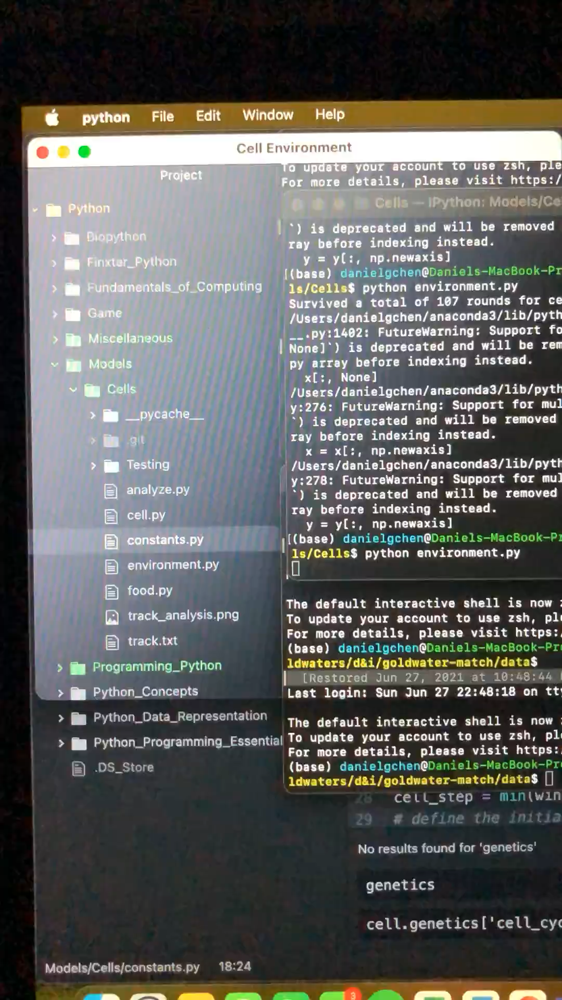 python File Edit Window Help
Cell Environment
Project
Python
Biopython
Finxter_Python
Fundamentals_of_Computing
Game
Miscellaneous
Models
Cells
__pycache__
.git
Testing
analyze.py
cell.py
constants.py
environment.py
food.py
track_analysis.png
track.txt
Programming_Python
Python_Concepts
Python_Data_Representation
Python_Programming_Essential
.DS_Store
To update your account to use zsh, ple
For more details, please visit https:/
Cells — IPython: Models/Ce
`) is deprecated and will be removed
ray before indexing instead.
y = y[:, np.newaxis]
[(base) danielgchen@Daniels-MacBook-Pr
ls/Cells$ python environment.py
Survived a total of 107 rounds for ce
/Users/danielgchen/anaconda3/lib/pyth
__.py:1402: FutureWarning: Support fo
None]`) is deprecated and will be rem
py array before indexing instead.
x[:, None]
/Users/danielgchen/anaconda3/lib/pyth
y:276: FutureWarning: Support for mul
`) is deprecated and will be removed
ray before indexing instead.
x = x[:, np.newaxis]
/Users/danielgchen/anaconda3/lib/pyth
y:278: FutureWarning: Support for mul
`) is deprecated and will be removed
ray before indexing instead.
y = y[:, np.newaxis]
[(base) danielgchen@Daniels-MacBook-Pr
ls/Cells$ python environment.py
The default interactive shell is now
To update your account to use zsh, pl
For more details, please visit https:
(base) danielgchen@Daniels-MacBook-Pr
ldwaters/d&i/goldwater-match/data$
[Restored Jun 27, 2021 at 10:48:44
Last login: Sun Jun 27 22:48:18 on tt
The default interactive shell is now
To update your account to use zsh, pl
For more details, please visit https:
(base) danielgchen@Daniels-MacBook-Pr
ldwaters/d&i/goldwater-match/data$
28 cell_step = min(win
29 # define the initia
No results found for 'genetics'
genetics
cell.genetics['cell_cyc
Models/Cells/constants.py 18:24
3